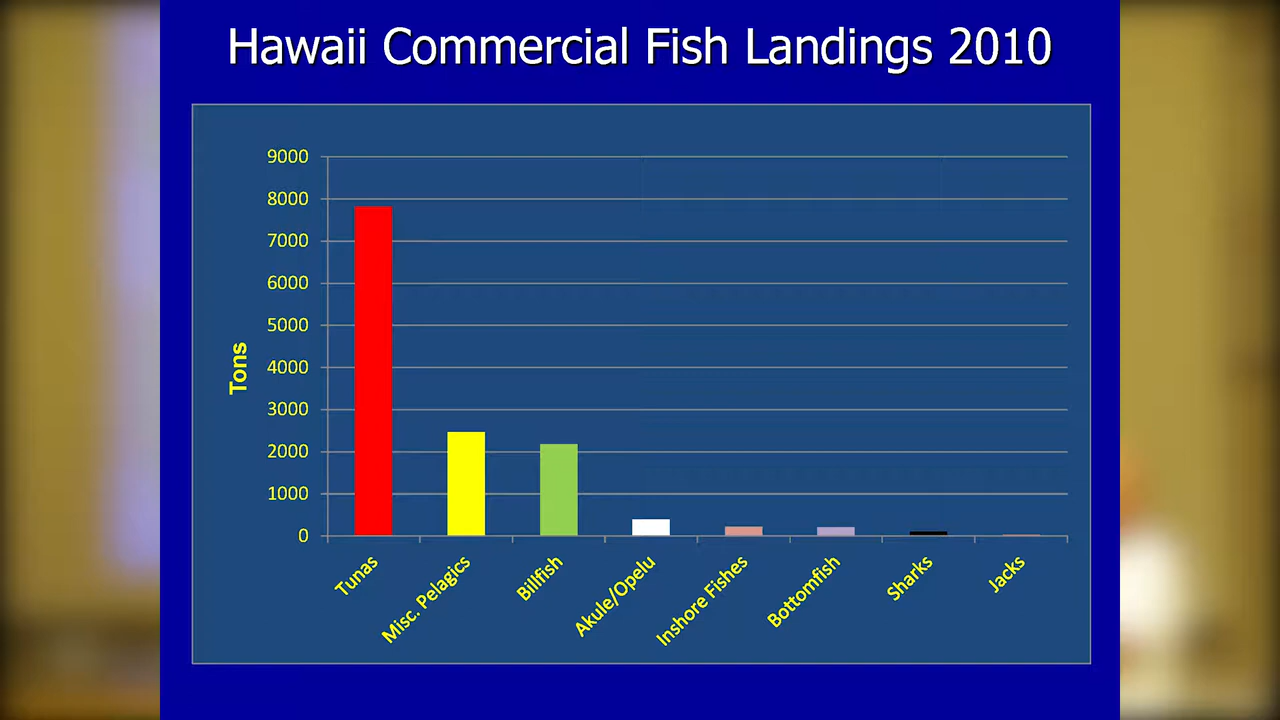 Hawaii Commercial Fish Landings 2010
9000
8000
7000
6000
5000
4000
3000
2000
1000
0
Tons
Tunas
Misc. Pelagics
Billfish
Akule/Opelu
Inshore Fishes
Bottomfish
Sharks
Jacks